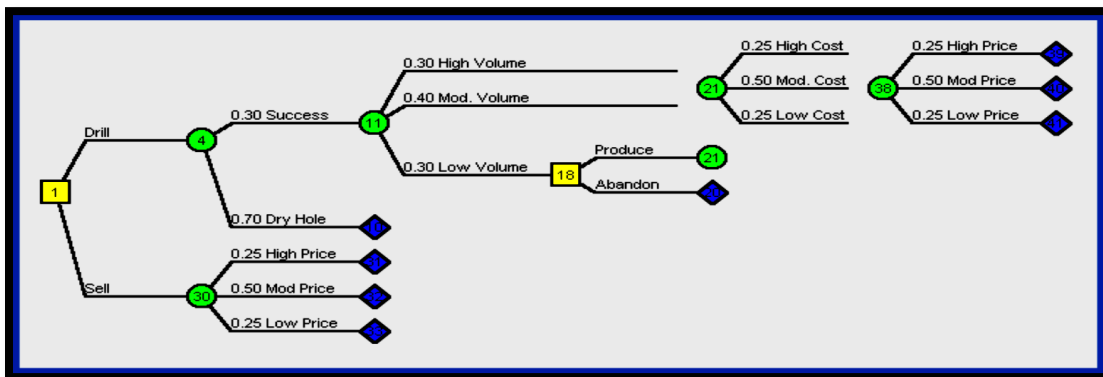 0.25 High Cost
0.25 High Price
0.30 High Volume
21
0.50 Mod. Cost
38
0.50 Mod Price
0.40 Mod. Volume
0.30 Success
11
0.25 Low Cost
0.25 Low Price
Drill
4
Produce
21
0.30 Low Volume
18
Abandon
1
0.70 Dry Hole
0.25 High Price
Sell
30
0.50 Mod Price
0.25 Low Price